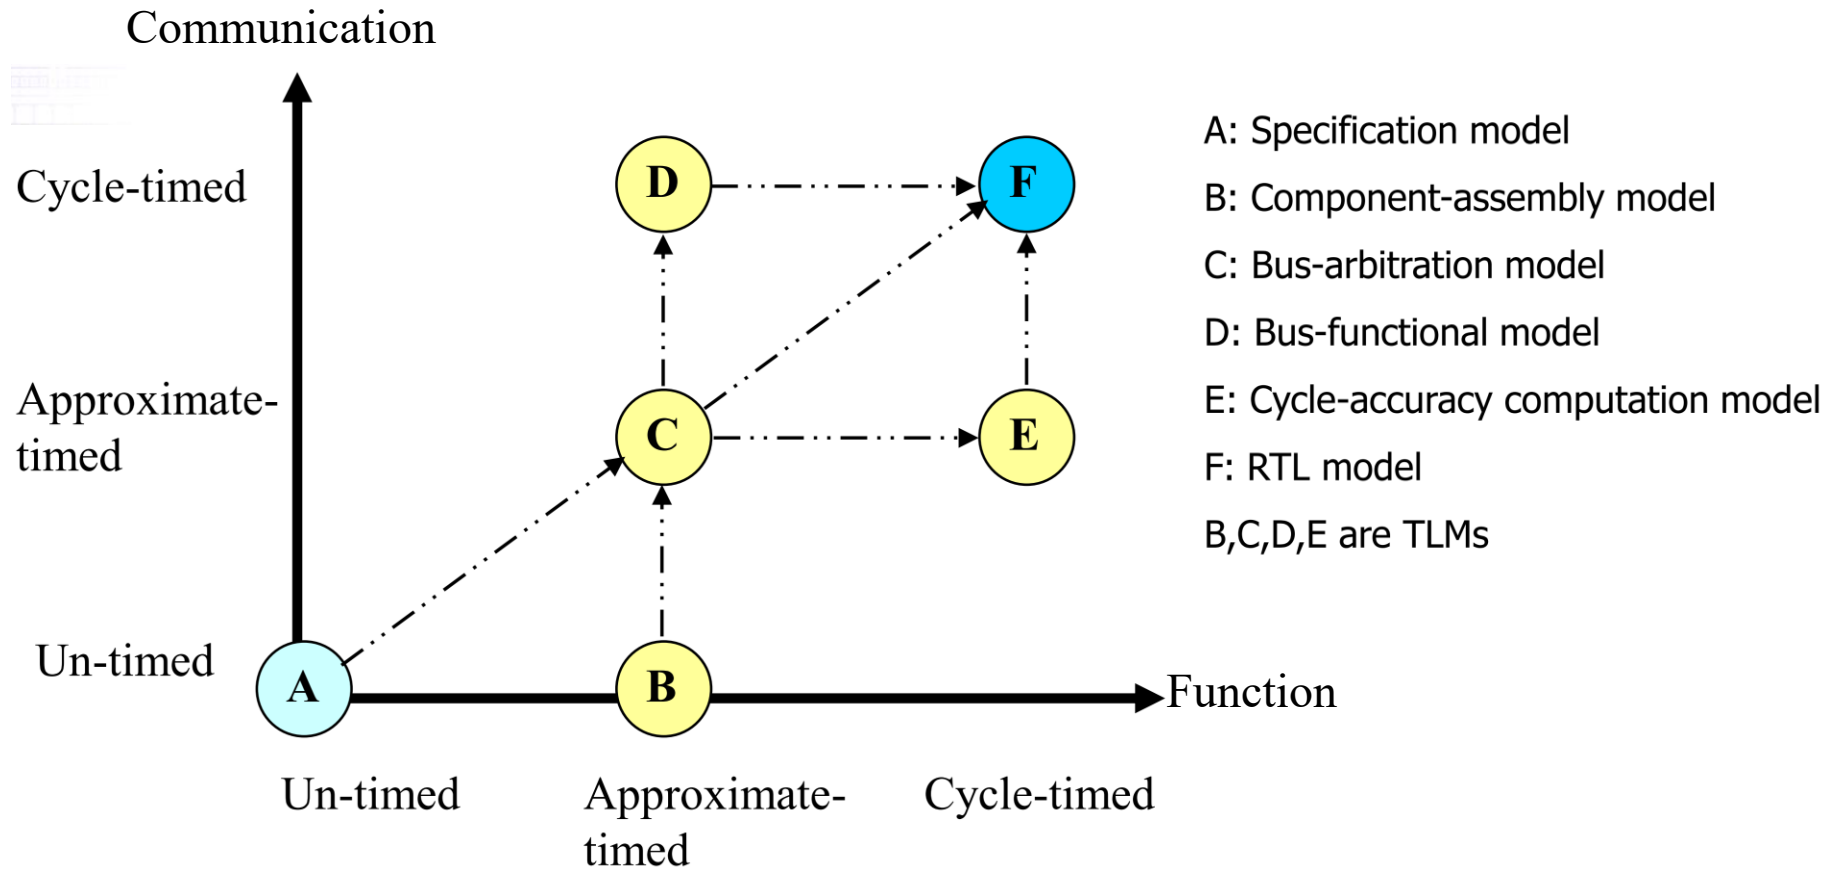 Communication
Cycle-timed
Approximate-
timed
Un-timed
D
F
C
E
A
B
Function
Un-timed
Approximate-
timed
Cycle-timed
A: Specification model
B: Component-assembly model
C: Bus-arbitration model
D: Bus-functional model
E: Cycle-accuracy computation model
F: RTL model
B,C,D,E are TLMs